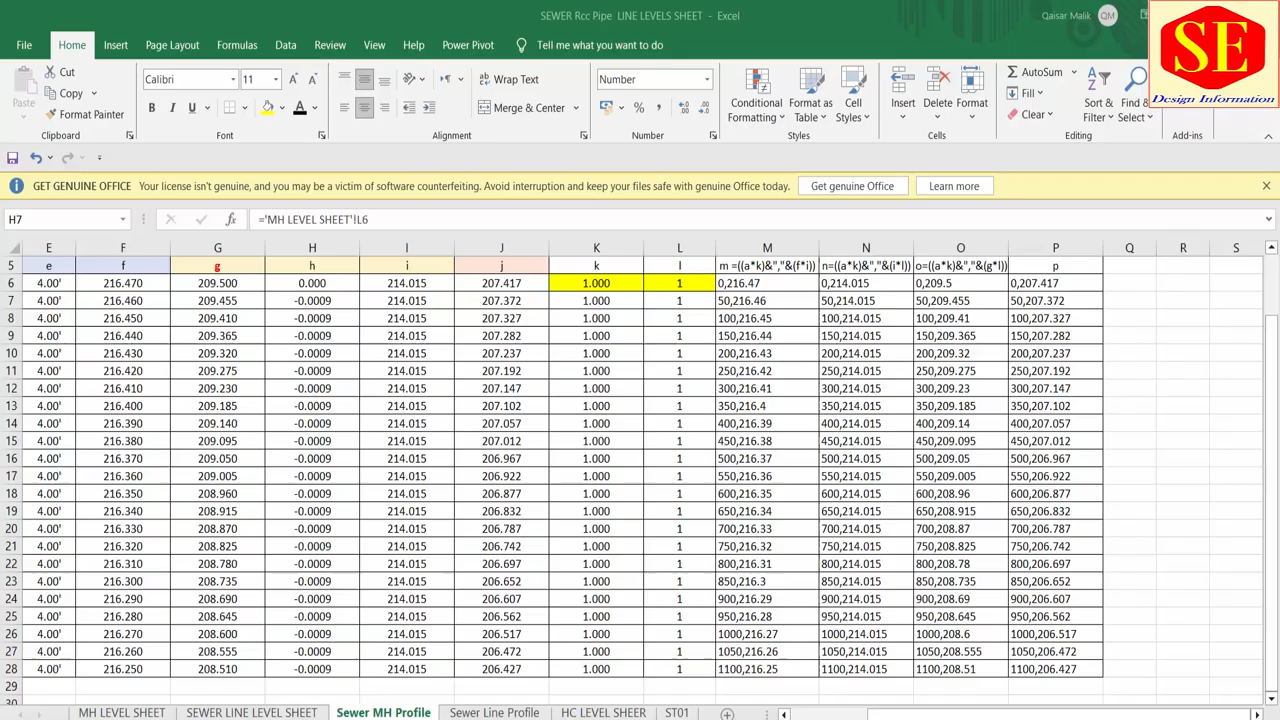 SEWER Rcc Pipe LINE LEVELS SHEET - Excel
Qaisar Malik QM
SE
Design Information
File Home Insert Page Layout Formulas Data Review View Help Power Pivot Tell me what you want to do
Paste
Cut
Copy
Format Painter
Clipboard
Calibri 11
B I U A
Font
Wrap Text
Merge & Center
Alignment
Number
% ,
Number
Conditional Formatting
Format as Table
Cell Styles
Styles
Insert Delete Format
Cells
AutoSum
Fill
Clear
Sort & Filter
Find & Select
Editing
Add-ins
GET GENUINE OFFICE Your license isn't genuine, and you may be a victim of software counterfeiting. Avoid interruption and keep your files safe with genuine Office today. Get genuine Office Learn more
H7 fx ='MH LEVEL SHEET'!L6
E F G H I J K L M N O P Q R S
5 e f g h i j k l m =((a*k)&","&(f*i)) n=((a*k)&","&(i*l)) o=((a*k)&","&(g*l)) p
6 4.00' 216.470 209.500 0.000 214.015 207.417 1.000 1 0,216.47 0,214.015 0,209.5 0,207.417
7 4.00' 216.460 209.455 -0.0009 214.015 207.372 1.000 1 50,216.46 50,214.015 50,209.455 50,207.372
8 4.00' 216.450 209.410 -0.0009 214.015 207.327 1.000 1 100,216.45 100,214.015 100,209.41 100,207.327
9 4.00' 216.440 209.365 -0.0009 214.015 207.282 1.000 1 150,216.44 150,214.015 150,209.365 150,207.282
10 4.00' 216.430 209.320 -0.0009 214.015 207.237 1.000 1 200,216.43 200,214.015 200,209.32 200,207.237
11 4.00' 216.420 209.275 -0.0009 214.015 207.192 1.000 1 250,216.42 250,214.015 250,209.275 250,207.192
12 4.00' 216.410 209.230 -0.0009 214.015 207.147 1.000 1 300,216.41 300,214.015 300,209.23 300,207.147
13 4.00' 216.400 209.185 -0.0009 214.015 207.102 1.000 1 350,216.4 350,214.015 350,209.185 350,207.102
14 4.00' 216.390 209.140 -0.0009 214.015 207.057 1.000 1 400,216.39 400,214.015 400,209.14 400,207.057
15 4.00' 216.380 209.095 -0.0009 214.015 207.012 1.000 1 450,216.38 450,214.015 450,209.095 450,207.012
16 4.00' 216.370 209.050 -0.0009 214.015 206.967 1.000 1 500,216.37 500,214.015 500,209.05 500,206.967
17 4.00' 216.360 209.005 -0.0009 214.015 206.922 1.000 1 550,216.36 550,214.015 550,209.005 550,206.922
18 4.00' 216.350 208.960 -0.0009 214.015 206.877 1.000 1 600,216.35 600,214.015 600,208.96 600,206.877
19 4.00' 216.340 208.915 -0.0009 214.015 206.832 1.000 1 650,216.34 650,214.015 650,208.915 650,206.832
20 4.00' 216.330 208.870 -0.0009 214.015 206.787 1.000 1 700,216.33 700,214.015 700,208.87 700,206.787
21 4.00' 216.320 208.825 -0.0009 214.015 206.742 1.000 1 750,216.32 750,214.015 750,208.825 750,206.742
22 4.00' 216.310 208.780 -0.0009 214.015 206.697 1.000 1 800,216.31 800,214.015 800,208.78 800,206.697
23 4.00' 216.300 208.735 -0.0009 214.015 206.652 1.000 1 850,216.3 850,214.015 850,208.735 850,206.652
24 4.00' 216.290 208.690 -0.0009 214.015 206.607 1.000 1 900,216.29 900,214.015 900,208.69 900,206.607
25 4.00' 216.280 208.645 -0.0009 214.015 206.562 1.000 1 950,216.28 950,214.015 950,208.645 950,206.562
26 4.00' 216.270 208.600 -0.0009 214.015 206.517 1.000 1 1000,216.27 1000,214.015 1000,208.6 1000,206.517
27 4.00' 216.260 208.555 -0.0009 214.015 206.472 1.000 1 1050,216.26 1050,214.015 1050,208.555 1050,206.472
28 4.00' 216.250 208.510 -0.0009 214.015 206.427 1.000 1 1100,216.25 1100,214.015 1100,208.51 1100,206.427
29
30
MH LEVEL SHEET SEWER LINE LEVEL SHEET Sewer MH Profile Sewer Line Profile HC LEVEL SHEER ST01